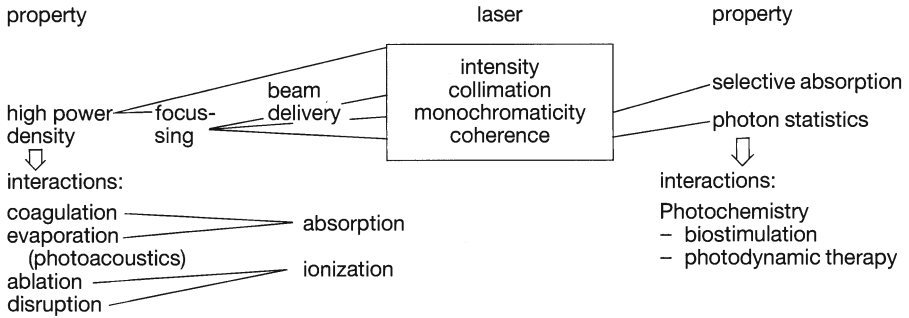 property
laser
property
intensity
collimation
monochromaticity
coherence
beam
delivery
high power
density
focus-
sing
selective absorption
photon statistics
interactions:
coagulation
evaporation
(photoacoustics)
ablation
disruption
absorption
ionization
interactions:
Photochemistry
– biostimulation
– photodynamic therapy